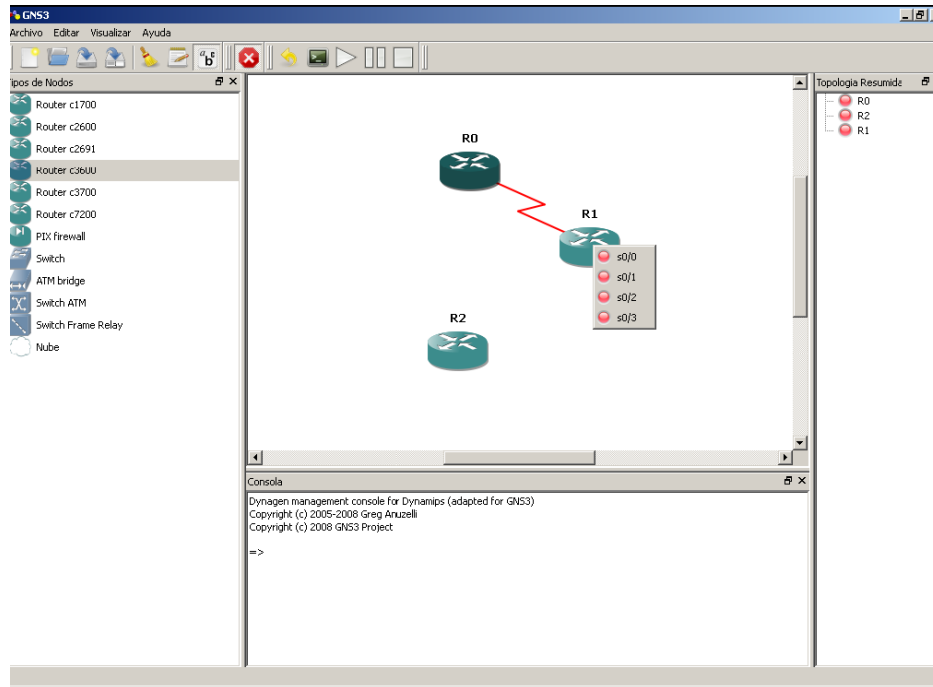 GNS3
Archivo Editar Visualizar Ayuda
a b c
ipos de Nodos
Router c1700
Router c2600
Router c2691
Router c3600
Router c3700
Router c7200
PIX firewall
Switch
ATM bridge
Switch ATM
Switch Frame Relay
Nube
R0
R1
s0/0
s0/1
s0/2
s0/3
R2
Topologia Resumida
R0
R2
R1
Consola
Dynagen management console for Dynamips (adapted for GNS3)
Copyright (c) 2005-2008 Greg Anuzelli
Copyright (c) 2008 GNS3 Project
=>